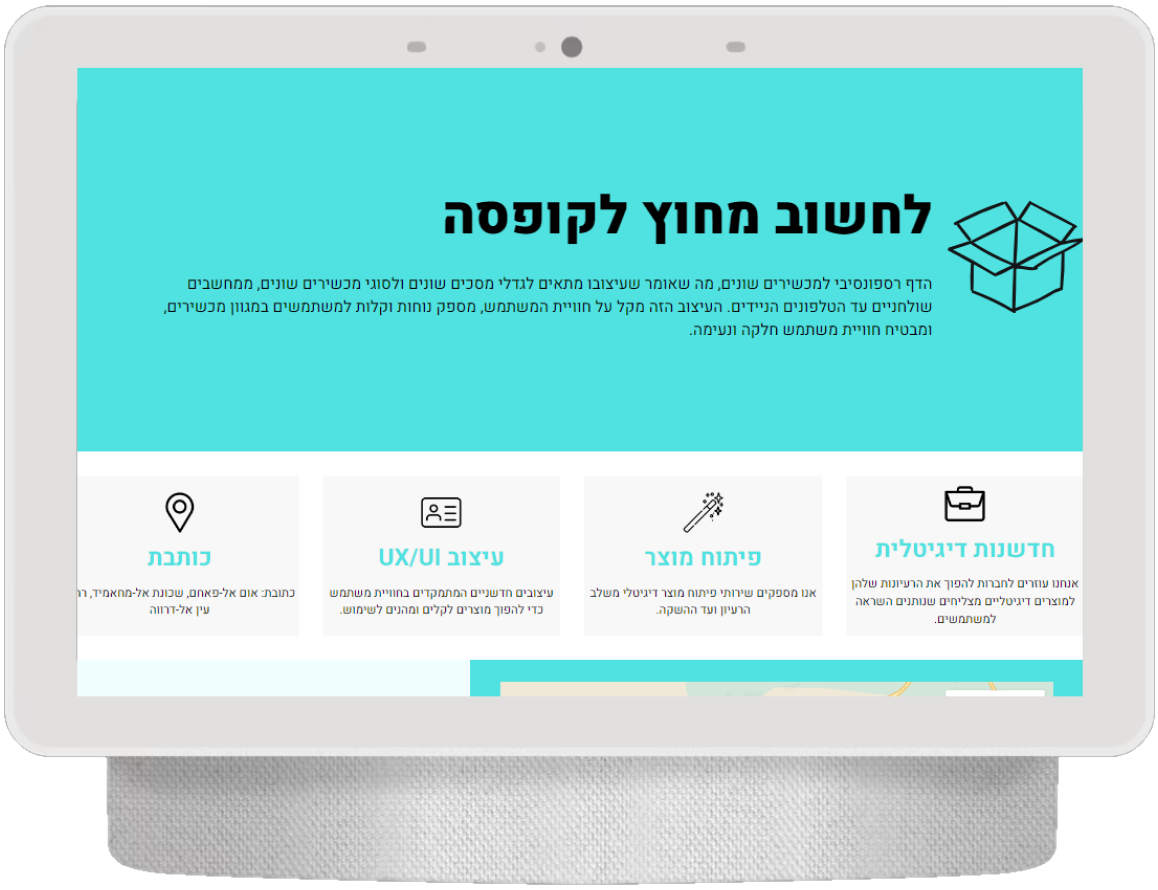 לחשוב מחוץ לקופסה
הדף רספונסיבי למכשירים שונים, מה שאומר שעיצובו מתאים לגדלי מסכים שונים ולסוגי מכשירים שונים, ממחשבים
שולחניים עד הטלפונים הניידים. העיצוב הזה מקל על חוויית המשתמש, מספק נוחות וקלות למשתמשים במגוון מכשירים,
ומבטיח חוויית משתמש חלקה ונעימה.
חדשנות דיגיטלית
אנחנו עוזרים לחברות להפוך את הרעיונות שלהן
למוצרים דיגיטליים מצליחים שנותנים השראה
למשתמשים.
פיתוח מוצר
אנו מספקים שירותי פיתוח מוצר דיגיטלי משלב
הרעיון ועד ההשקה.
עיצוב UX/UI
עיצובים חדשניים המתמקדים בחוויית משתמש
כדי להפוך מוצרים לקלים ומהנים לשימוש.
כותבת
כתובת: אום אל-פאחם, שכונת אל-מחאמיד,
עין אל-דרווה